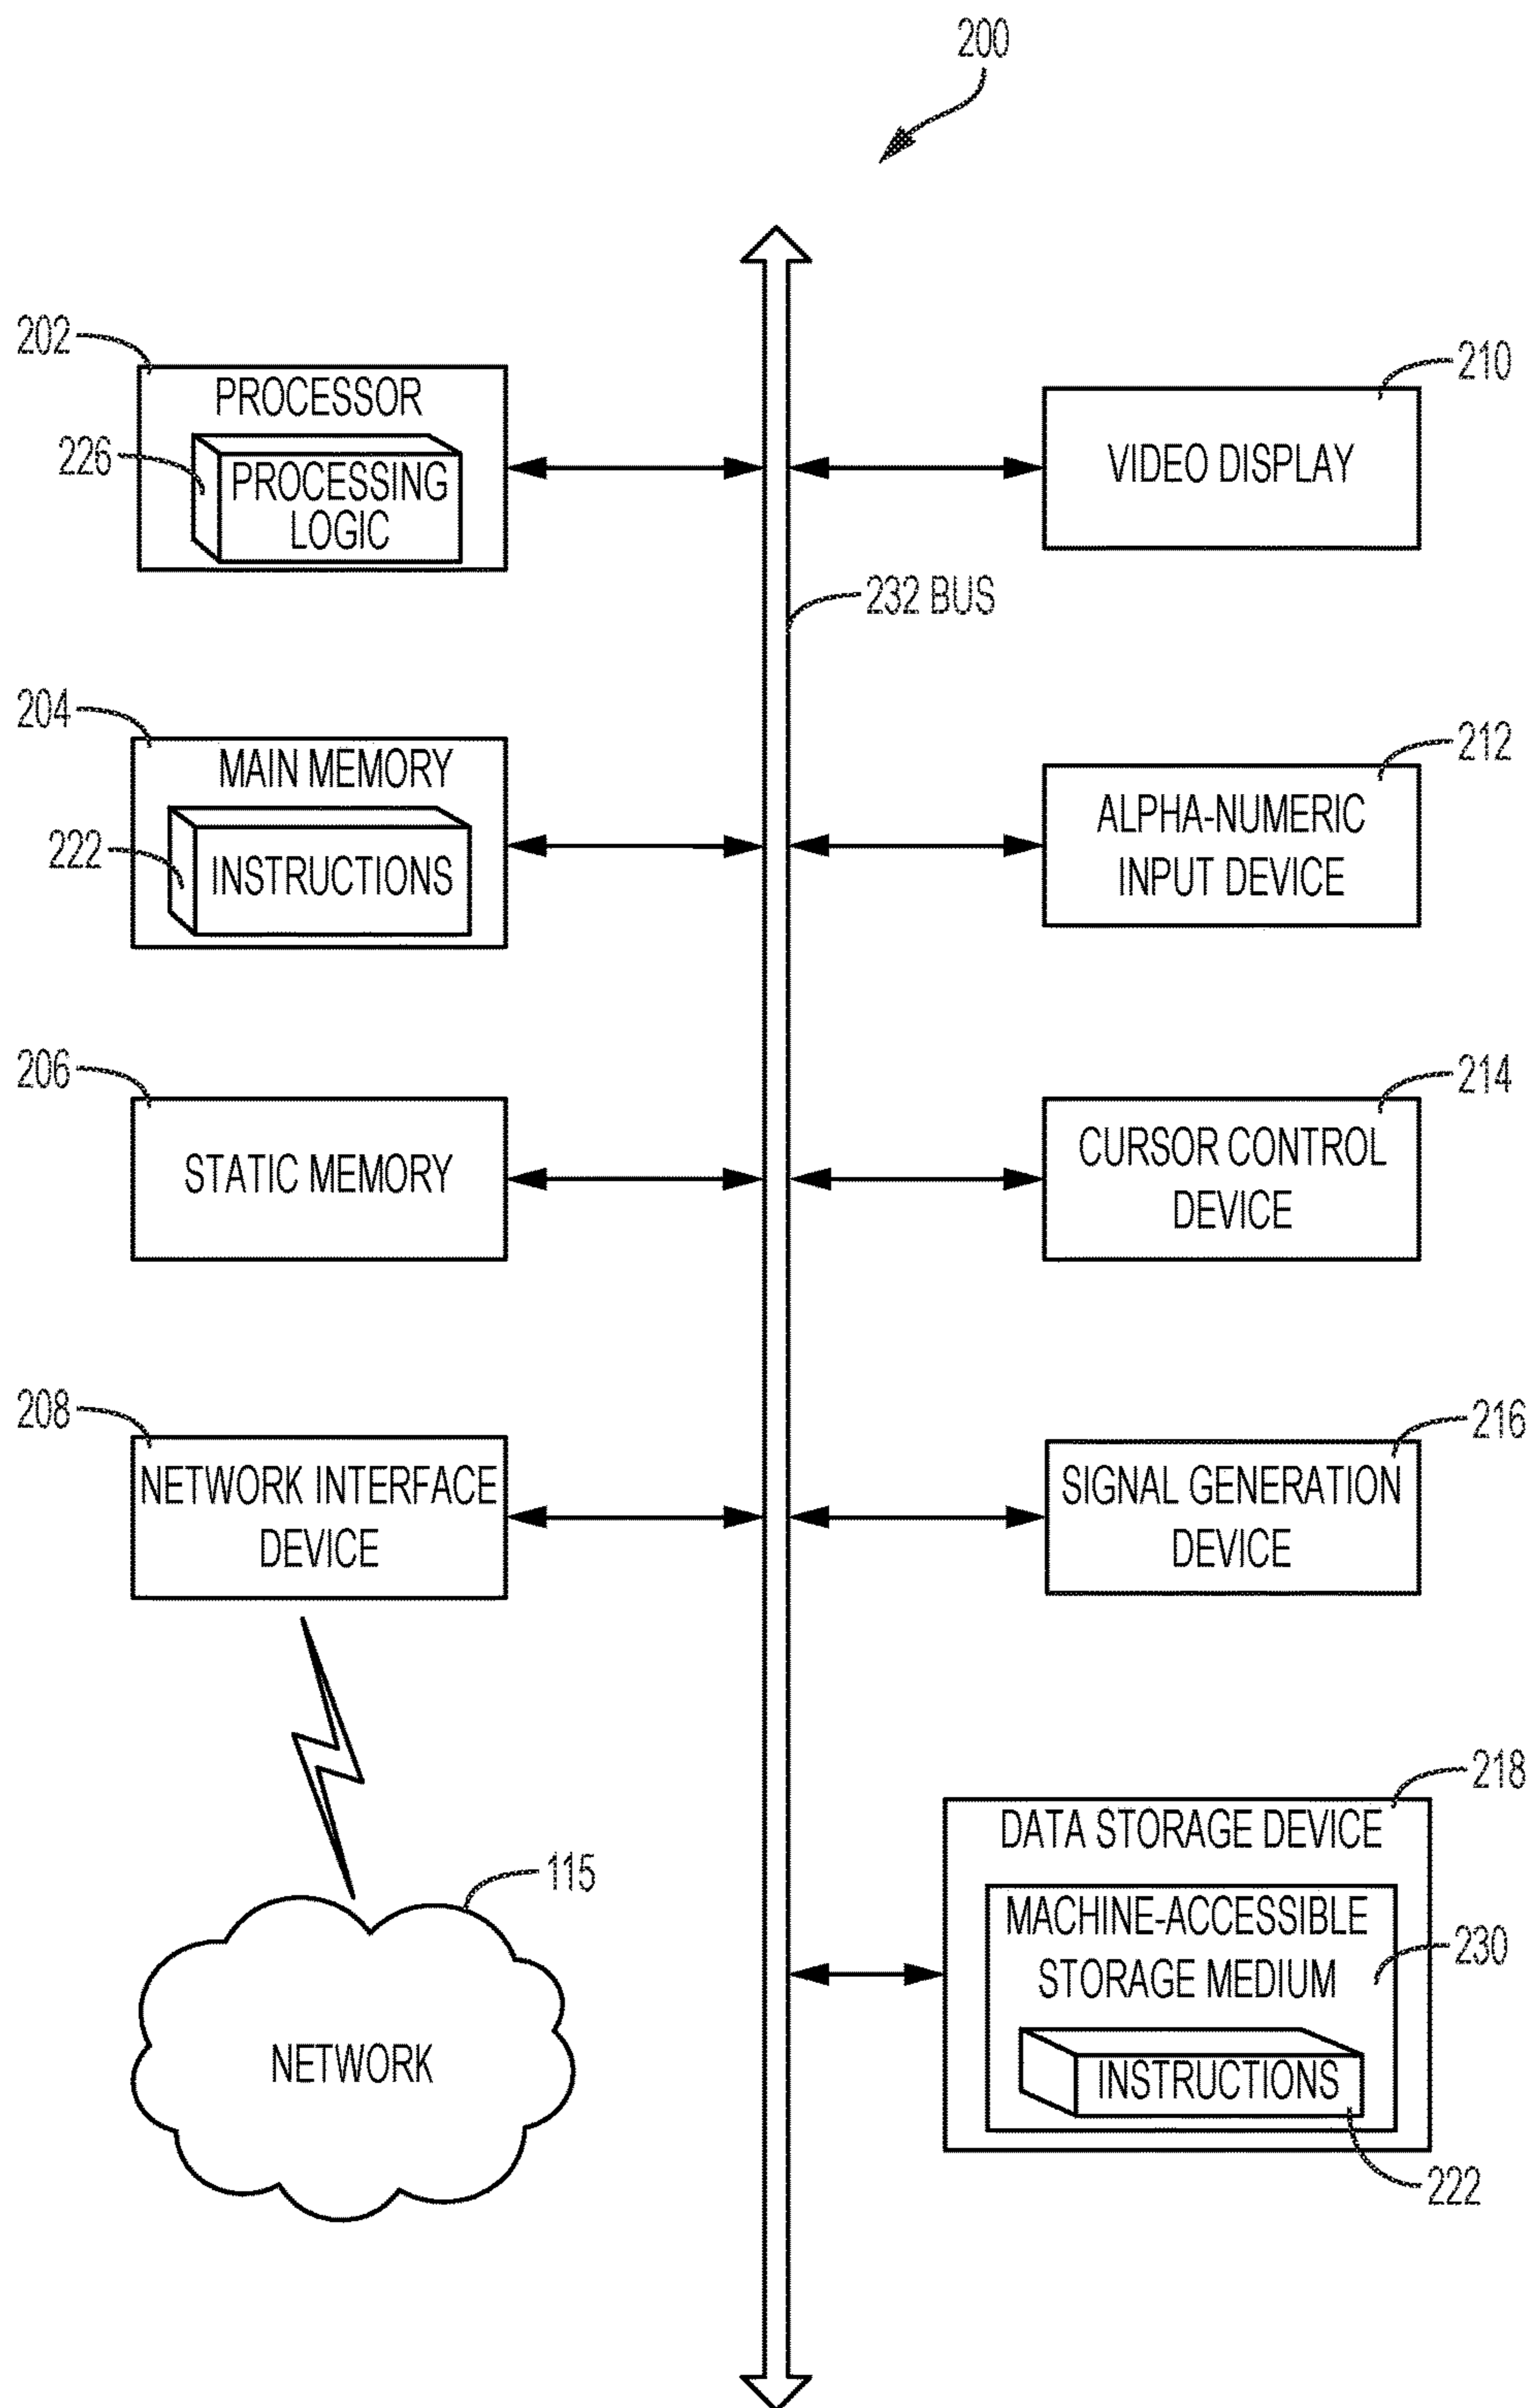 200
202
PROCESSOR
226
PROCESSING
LOGIC
210
VIDEO DISPLAY
232 BUS
204
MAIN MEMORY
222
INSTRUCTIONS
212
ALPHA-NUMERIC
INPUT DEVICE
206
STATIC MEMORY
214
CURSOR CONTROL
DEVICE
208
NETWORK INTERFACE
DEVICE
216
SIGNAL GENERATION
DEVICE
115
NETWORK
218
DATA STORAGE DEVICE
MACHINE-ACCESSIBLE
STORAGE MEDIUM
230
INSTRUCTIONS
222